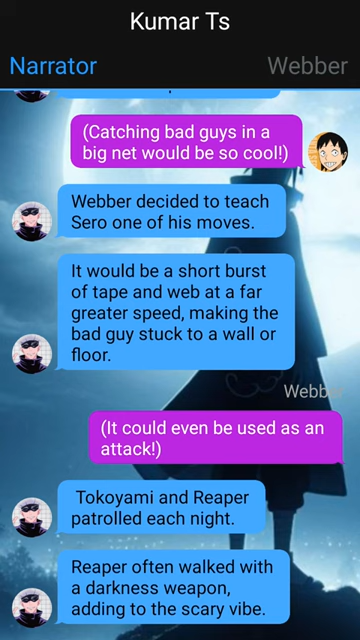 Kumar Ts
Narrator
Webber
(Catching bad guys in a
big net would be so cool!)
Webber decided to teach
Sero one of his moves.
It would be a short burst
of tape and web at a far
greater speed, making the
bad guy stuck to a wall or
floor.
Webber
(It could even be used as an
attack!)
Tokoyami and Reaper
patrolled each night.
Reaper often walked with
a darkness weapon,
adding to the scary vibe.